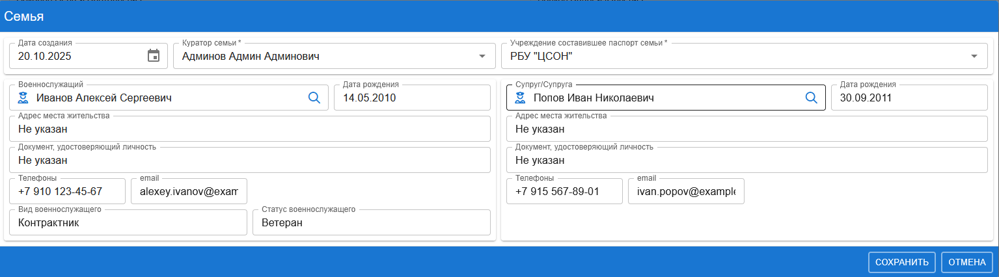 Семья
Дата создания Куратор семьи * Учреждение составившее паспорт семьи *
20.10.2025 Админов Админ Админович РБУ "ЦСОН"
Военнослужащий Дата рождения
Иванов Алексей Сергеевич 14.05.2010
Адрес места жительства
Не указан
Документ, удостоверяющий личность
Не указан
Телефоны email
+7 910 123-45-67 alexey.ivanov@exam
Вид военнослужащего Статус военнослужащего
Контрактник Ветеран
Супруг/Супруга Дата рождения
Попов Иван Николаевич 30.09.2011
Адрес места жительства
Не указан
Документ, удостоверяющий личность
Не указан
Телефоны email
+7 915 567-89-01 ivan.popov@example
СОХРАНИТЬ ОТМЕНА